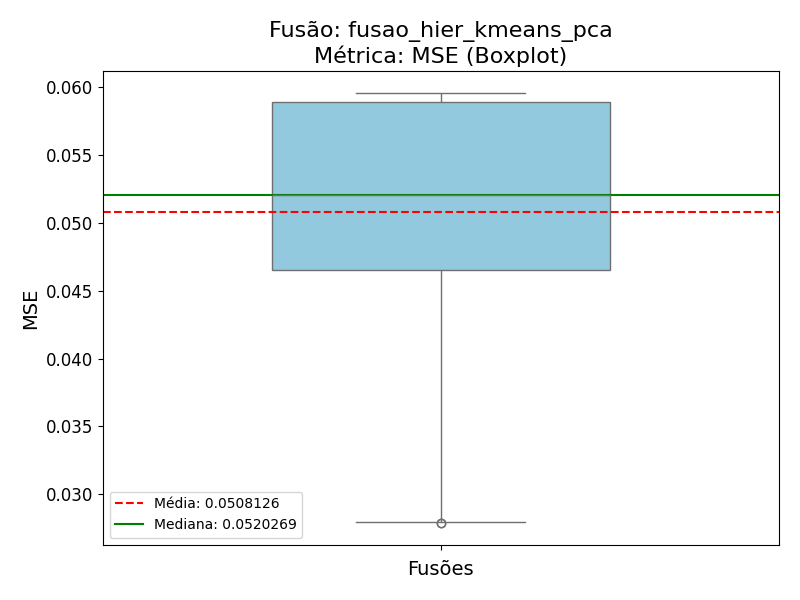 Fusão: fusao_hier_kmeans_pca
Métrica: MSE (Boxplot)
0.060
0.055
0.050
0.045
0.040
0.035
0.030
MSE
Média: 0.0508126
Mediana: 0.0520269
Fusões